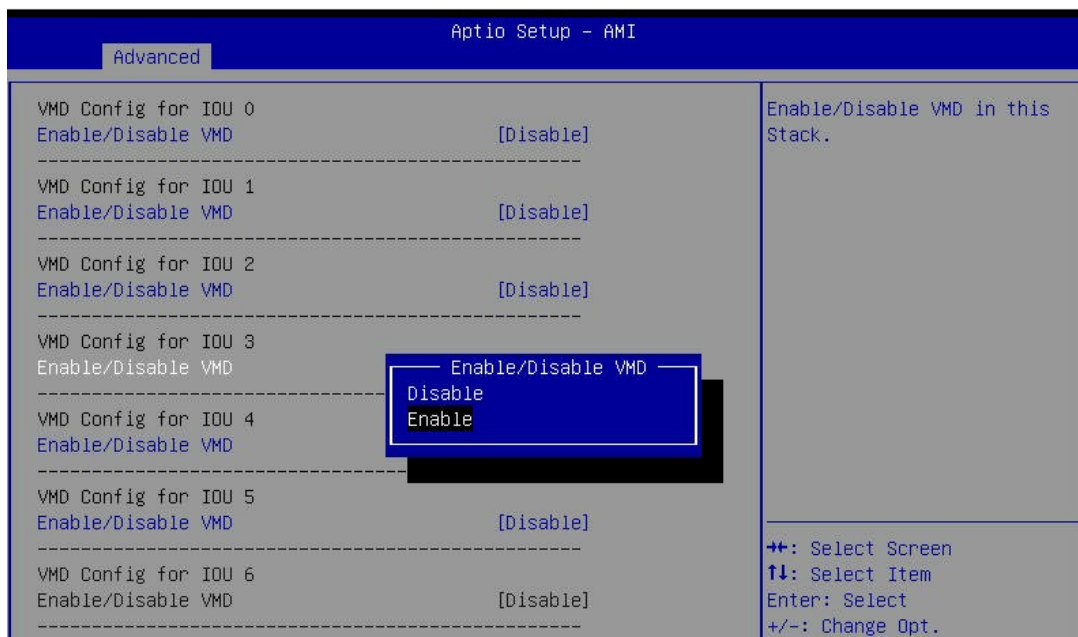 Aptio Setup – AMI
Advanced
VMD Config for IOU 0
Enable/Disable VMD [Disable]
VMD Config for IOU 1
Enable/Disable VMD [Disable]
VMD Config for IOU 2
Enable/Disable VMD [Disable]
VMD Config for IOU 3
Enable/Disable VMD
VMD Config for IOU 4
Enable/Disable VMD
VMD Config for IOU 5
Enable/Disable VMD [Disable]
VMD Config for IOU 6
Enable/Disable VMD [Disable]
Enable/Disable VMD
Disable
Enable
Enable/Disable VMD in this
Stack.
→←: Select Screen
↑↓: Select Item
Enter: Select
+/-: Change Opt.